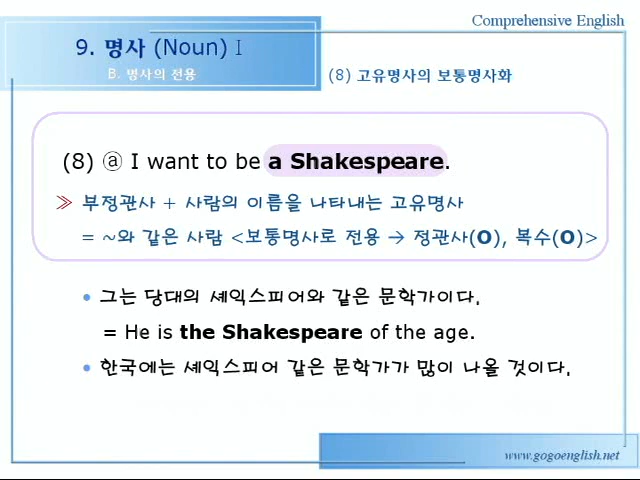 Comprehensive English
9. 명사 (Noun) I
B. 명사의 전용
(8) 고유명사의 보통명사화
(8) ⓐ I want to be a Shakespeare.
≫ 부정관사 + 사람의 이름을 나타내는 고유명사
= ~와 같은 사람 <보통명사로 전용 → 정관사(O), 복수(O)>
• 그는 당대의 셰익스피어와 같은 문학가이다.
= He is the Shakespeare of the age.
• 한국에는 셰익스피어 같은 문학가가 많이 나올 것이다.
www.gogoenglish.net